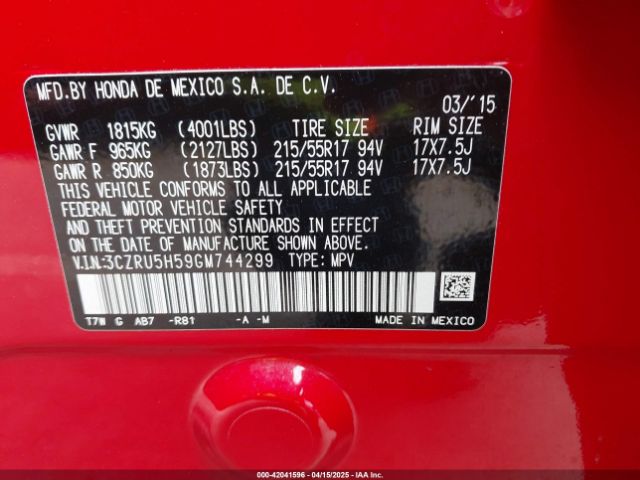 MFD.BY HONDA DE MEXICO S.A. DE C.V.
03/'15
GVWR 1815KG (4001LBS) TIRE SIZE RIM SIZE
GAWR F 965KG (2127LBS) 215/55R17 94V 17X7.5J
GAWR R 850KG (1873LBS) 215/55R17 94V 17X7.5J
THIS VEHICLE CONFORMS TO ALL APPLICABLE
FEDERAL MOTOR VEHICLE SAFETY
AND THEFT PREVENTION STANDARDS IN EFFECT
ON THE DATE OF MANUFACTURE SHOWN ABOVE.
V.I.N:3CZRU5H59GM744299 TYPE: MPV
T7W G AB7 -R81 -A -M MADE IN MEXICO
000-42041596 - 04/15/2025 - IAA Inc.